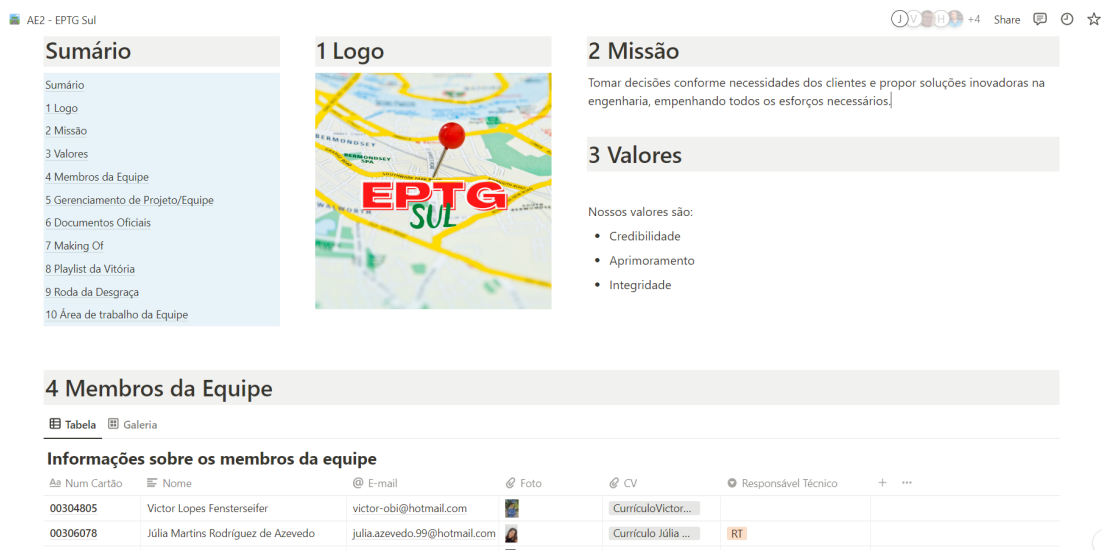 AE2 - EPTG Sul
J V H +4 Share
Sumário
Sumário
1 Logo
2 Missão
3 Valores
4 Membros da Equipe
5 Gerenciamento de Projeto/Equipe
6 Documentos Oficiais
7 Making Of
8 Playlist da Vitória
9 Roda da Desgraça
10 Área de trabalho da Equipe
1 Logo
BERMONDSEY
BERMONDSEY
SPA
WALWORTH
EPTG
SUL
2 Missão
Tomar decisões conforme necessidades dos clientes e propor soluções inovadoras na
engenharia, empenhando todos os esforços necessários.
3 Valores
Nossos valores são:
• Credibilidade
• Aprimoramento
• Integridade
4 Membros da Equipe
Tabela Galeria
Informações sobre os membros da equipe
Aa Num Cartão Nome @ E-mail Foto CV Responsável Técnico + ...
00304805 Victor Lopes Fensterseifer victor-obi@hotmail.com CurrículoVictor...
00306078 Júlia Martins Rodríguez de Azevedo julia.azevedo.99@hotmail.com Currículo Júlia ... RT